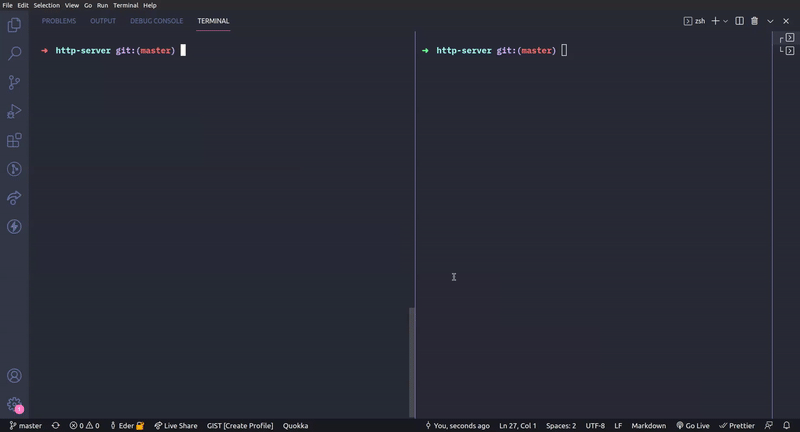 File Edit Selection View Go Run Terminal Help
PROBLEMS OUTPUT DEBUG CONSOLE TERMINAL
zsh
➜ http-server git:(master)
➜ http-server git:(master)
1
master 0 0 Eder Live Share GIST [Create Profile] Quokka You, seconds ago Ln 27, Col 1 Spaces: 2 UTF-8 LF Markdown Go Live Prettier